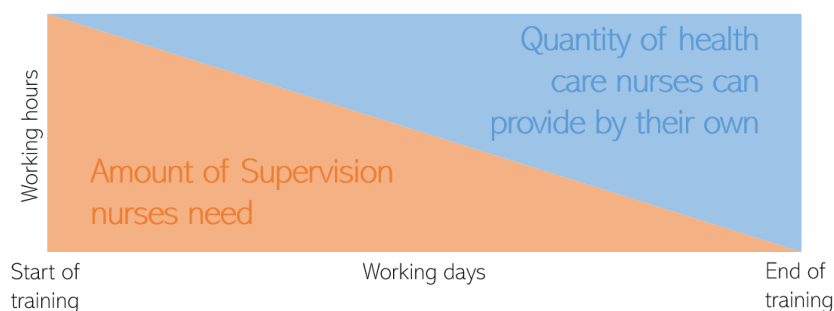 Quantity of health
care nurses can
provide by their own
Working hours
Amount of Supervision
nurses need
Start of
training
Working days
End of
training